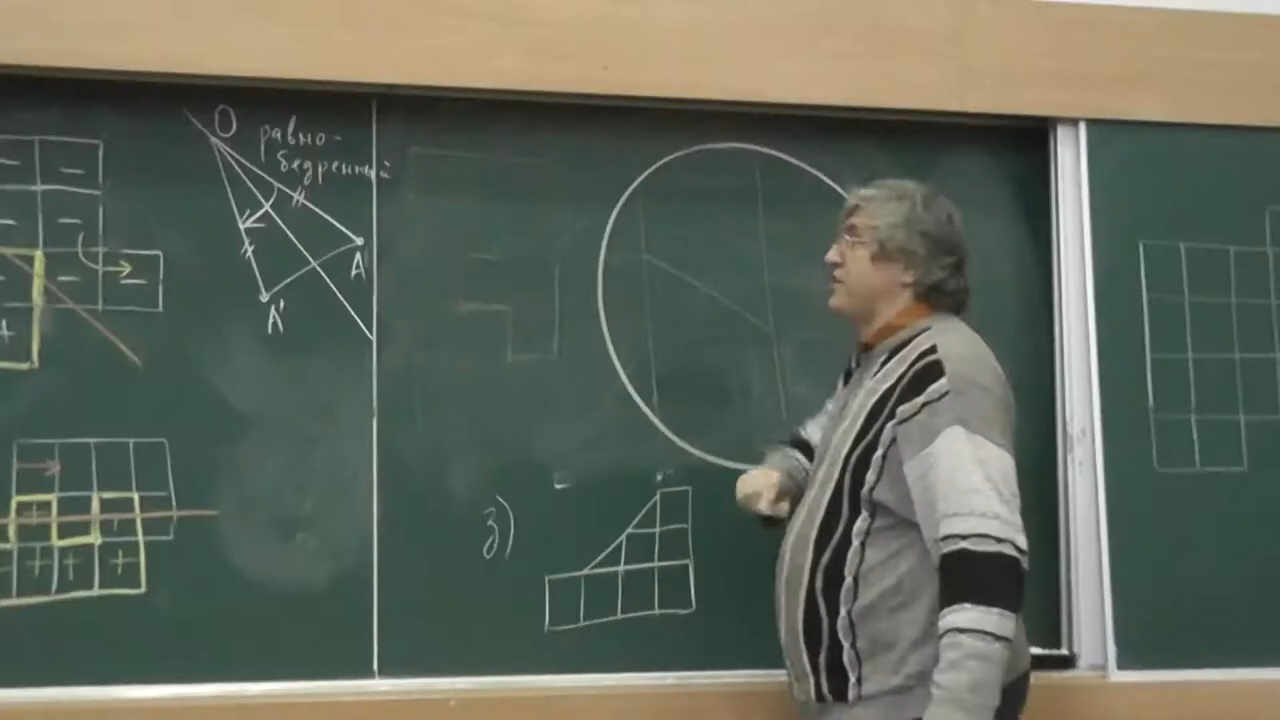 O
равно-
бедренный
A
A'
з)